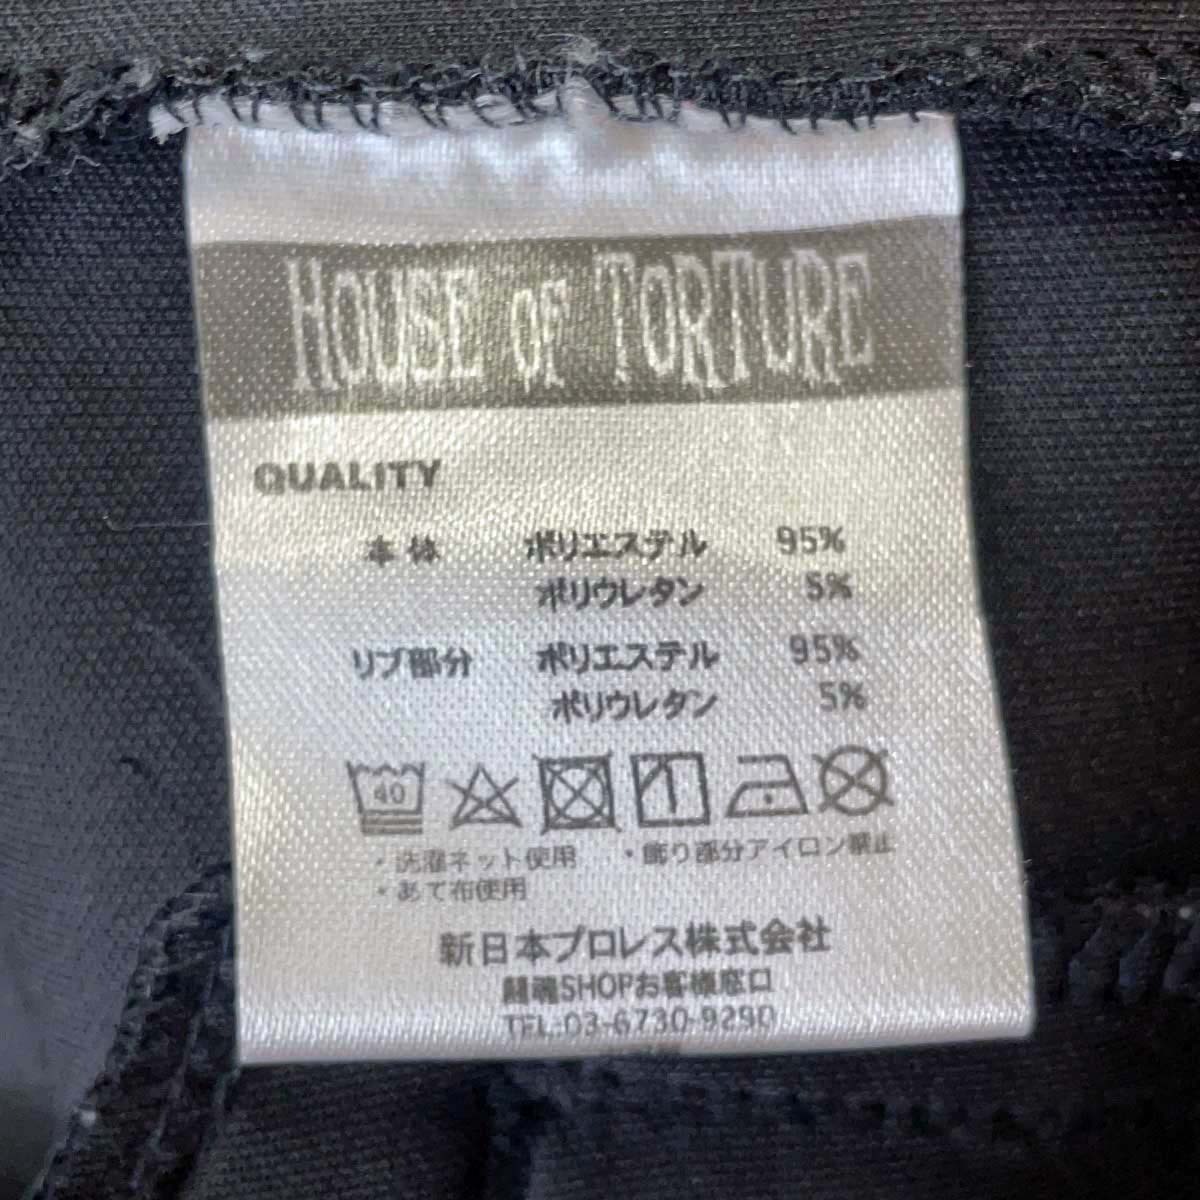 HOUSE OF TORTURE
QUALITY
本体 ポリエステル 95%
ポリウレタン 5%
リブ部分 ポリエステル 95%
ポリウレタン 5%
40
・洗濯ネット使用 ・飾り部分アイロン禁止
・あて布使用
新日本プロレス株式会社
闘魂SHOPお客様窓口
TEL:03-6730-9290